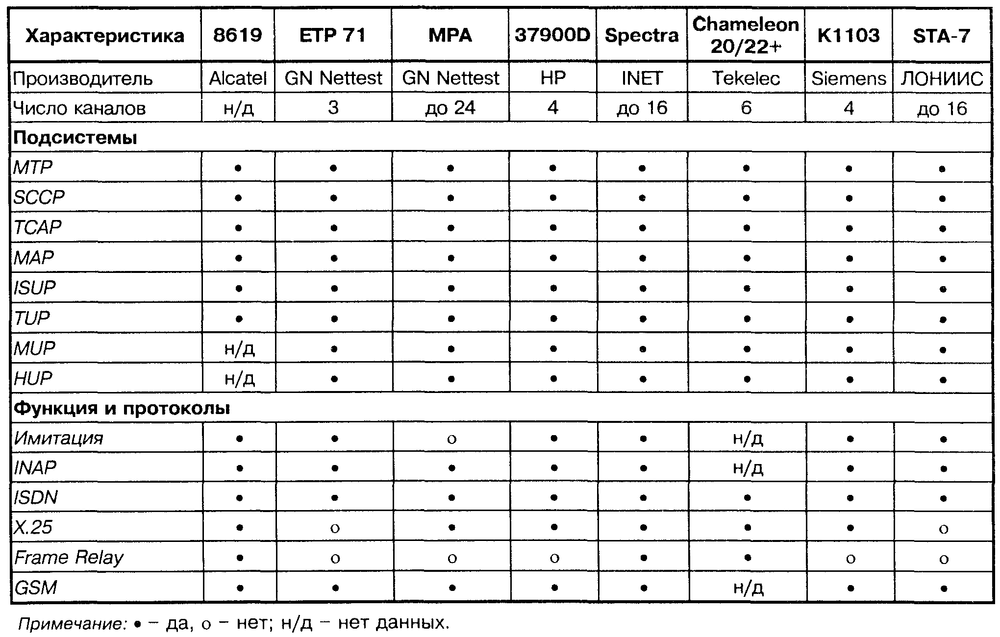 Характеристика 8619 ETP 71 MPA 37900D Spectra Chameleon 20/22+ K1103 STA-7
Производитель Alcatel GN Nettest GN Nettest HP INET Tekelec Siemens ЛОНИИС
Число каналов н/д 3 до 24 4 до 16 6 4 до 16
Подсистемы
MTP • • • • • • • •
SCCP • • • • • • • •
TCAP • • • • • • • •
MAP • • • • • • • •
ISUP • • • • • • • •
TUP • • • • • • • •
MUP н/д • • • • • • •
HUP н/д • • • • • • •
Функция и протоколы
Имитация • • о • • н/д • •
INAP • • • • • н/д • •
ISDN • • • • • • • •
X.25 • о • • • • • о
Frame Relay • о о о • • о о
GSM • • • • • н/д • •
Примечание: • – да, о – нет; н/д – нет данных.